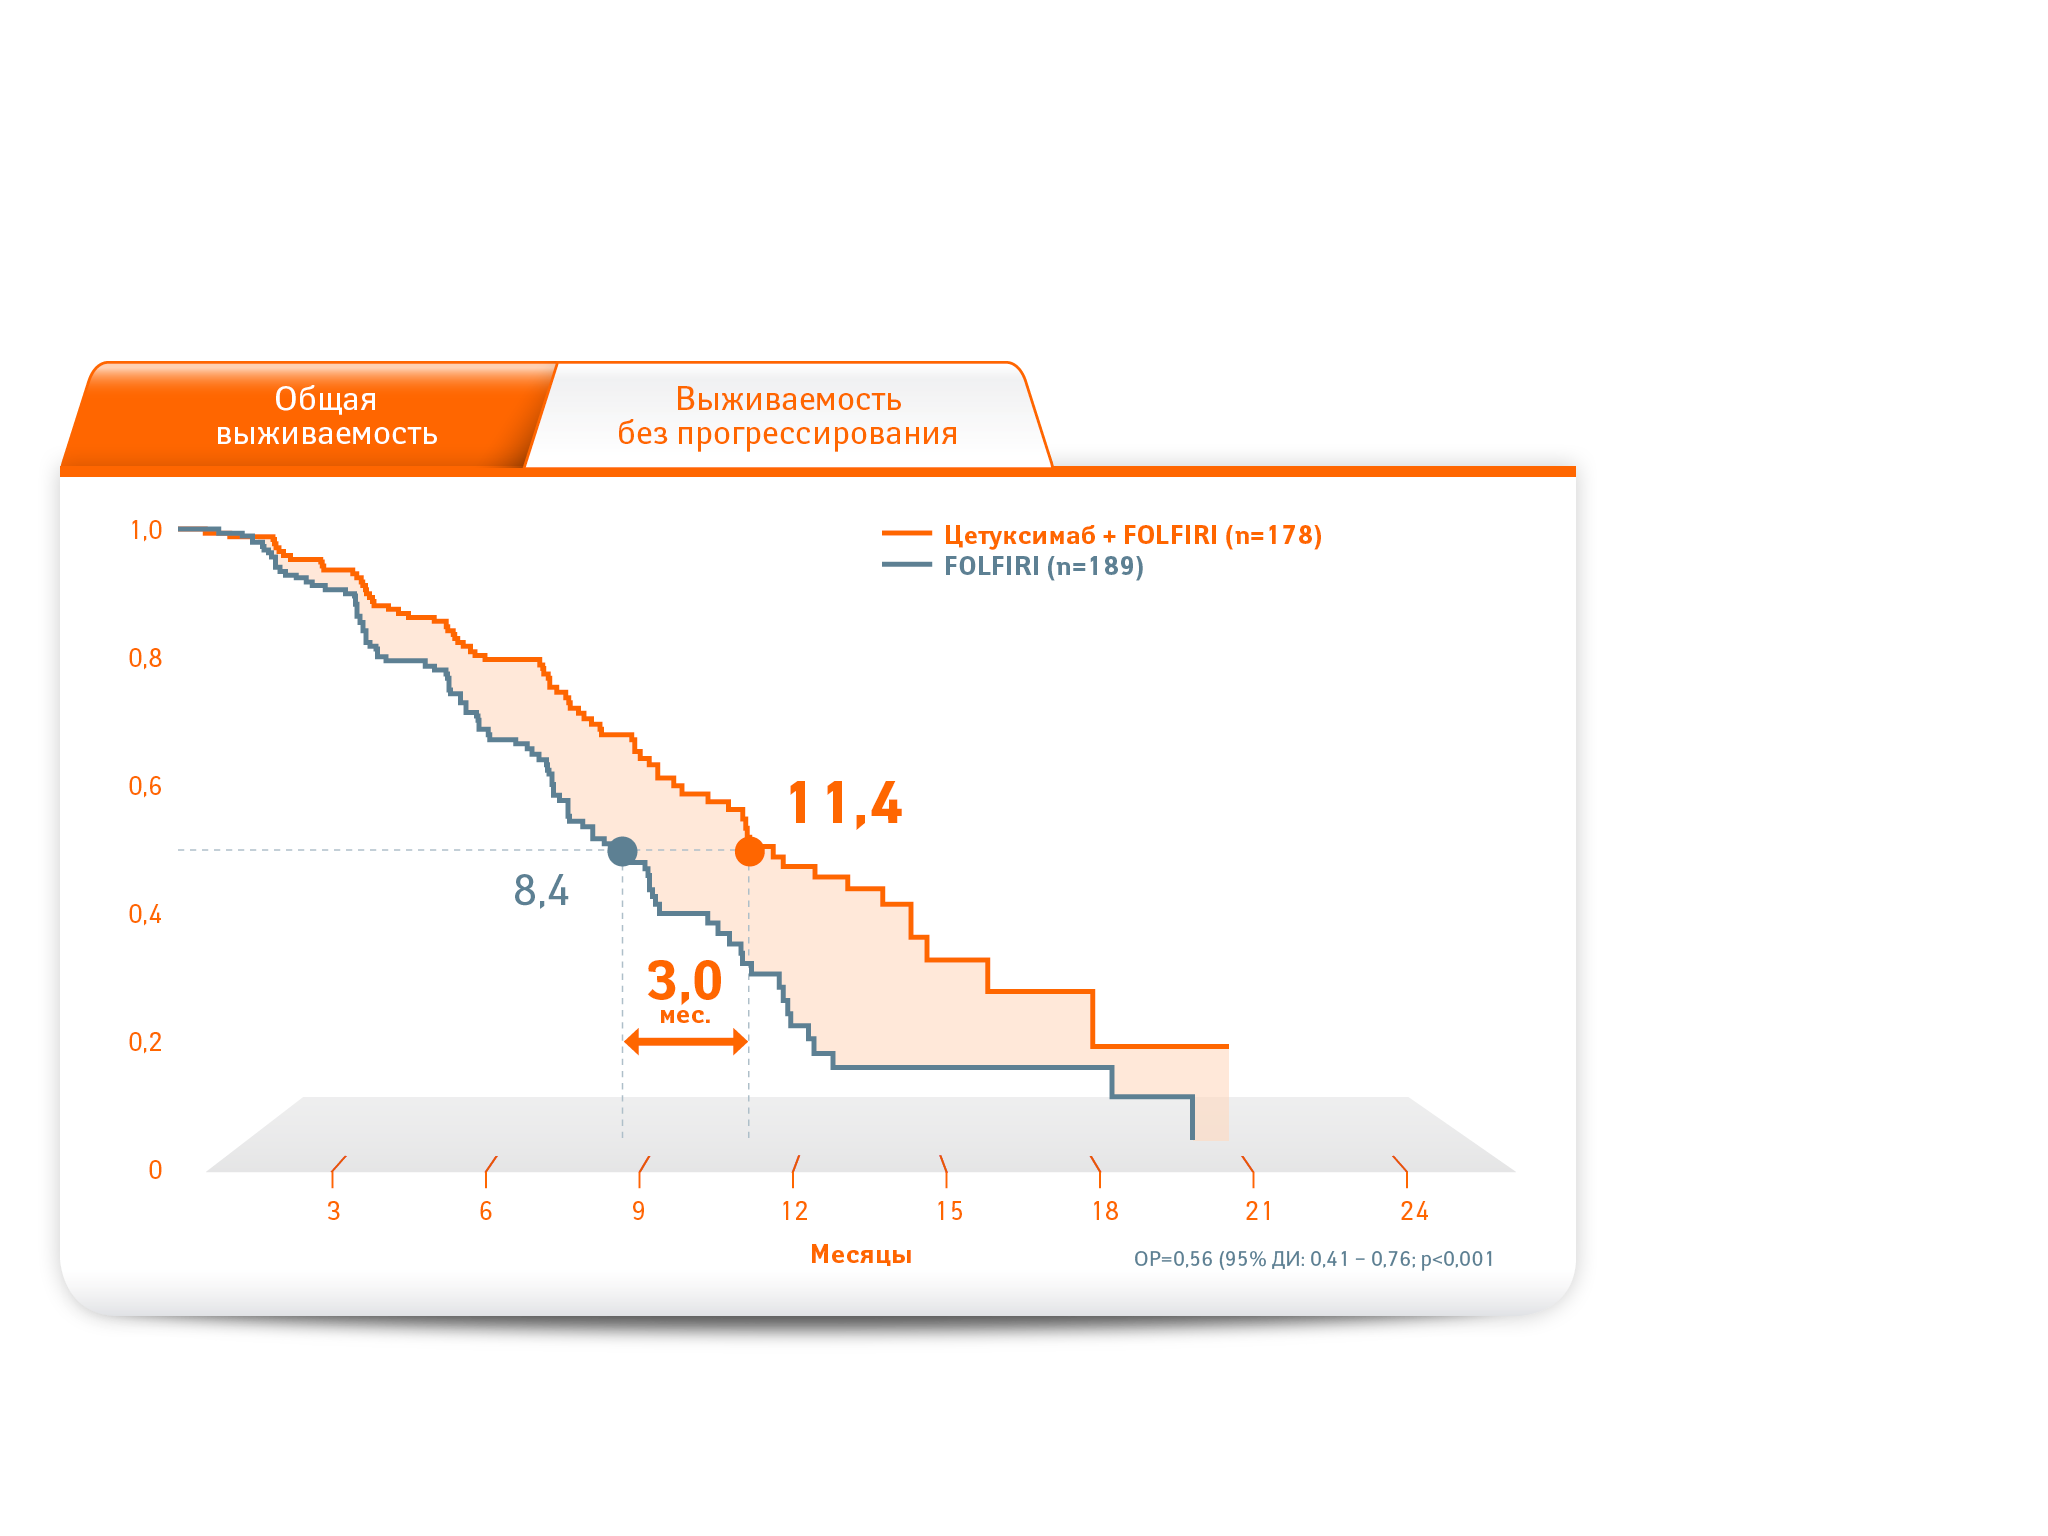 Общая
выживаемость
Выживаемость
без прогрессирования
1,0
0,8
0,6
0,4
0,2
0
Цетуксимаб + FOLFIRI (n=178)
FOLFIRI (n=189)
11,4
8,4
3,0
мес.
3 6 9 12 15 18 21 24
Месяцы
ОР=0,56 (95% ДИ: 0,41 – 0,76; p<0,001